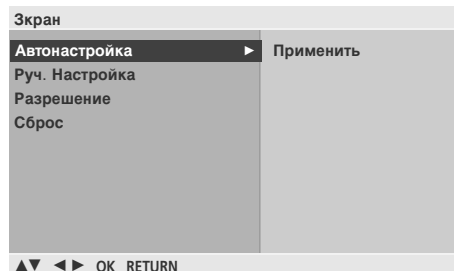 Зкран
Автонастройка ► Применить
Руч. Настройка
Разрешение
Сброс
▲▼ ◄► OK RETURN